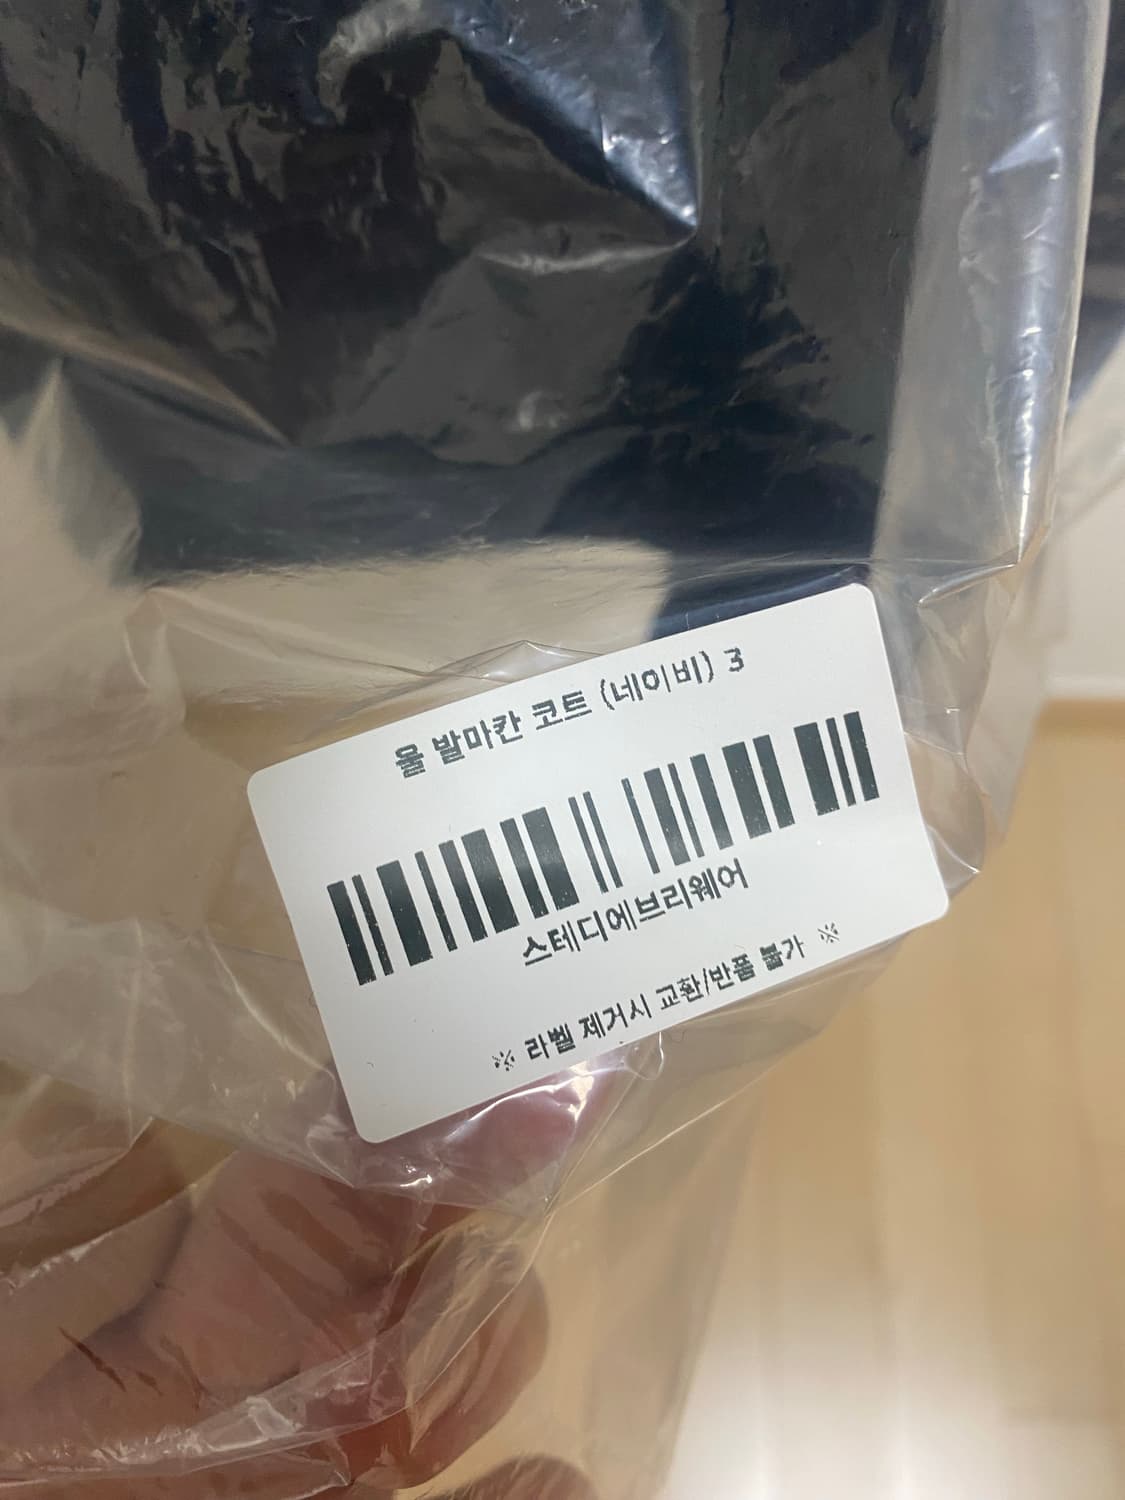 울 발마칸 코트 (네이비) 3
스테디에브리웨어
※ 라벨 제거시 교환/반품 불가 ※